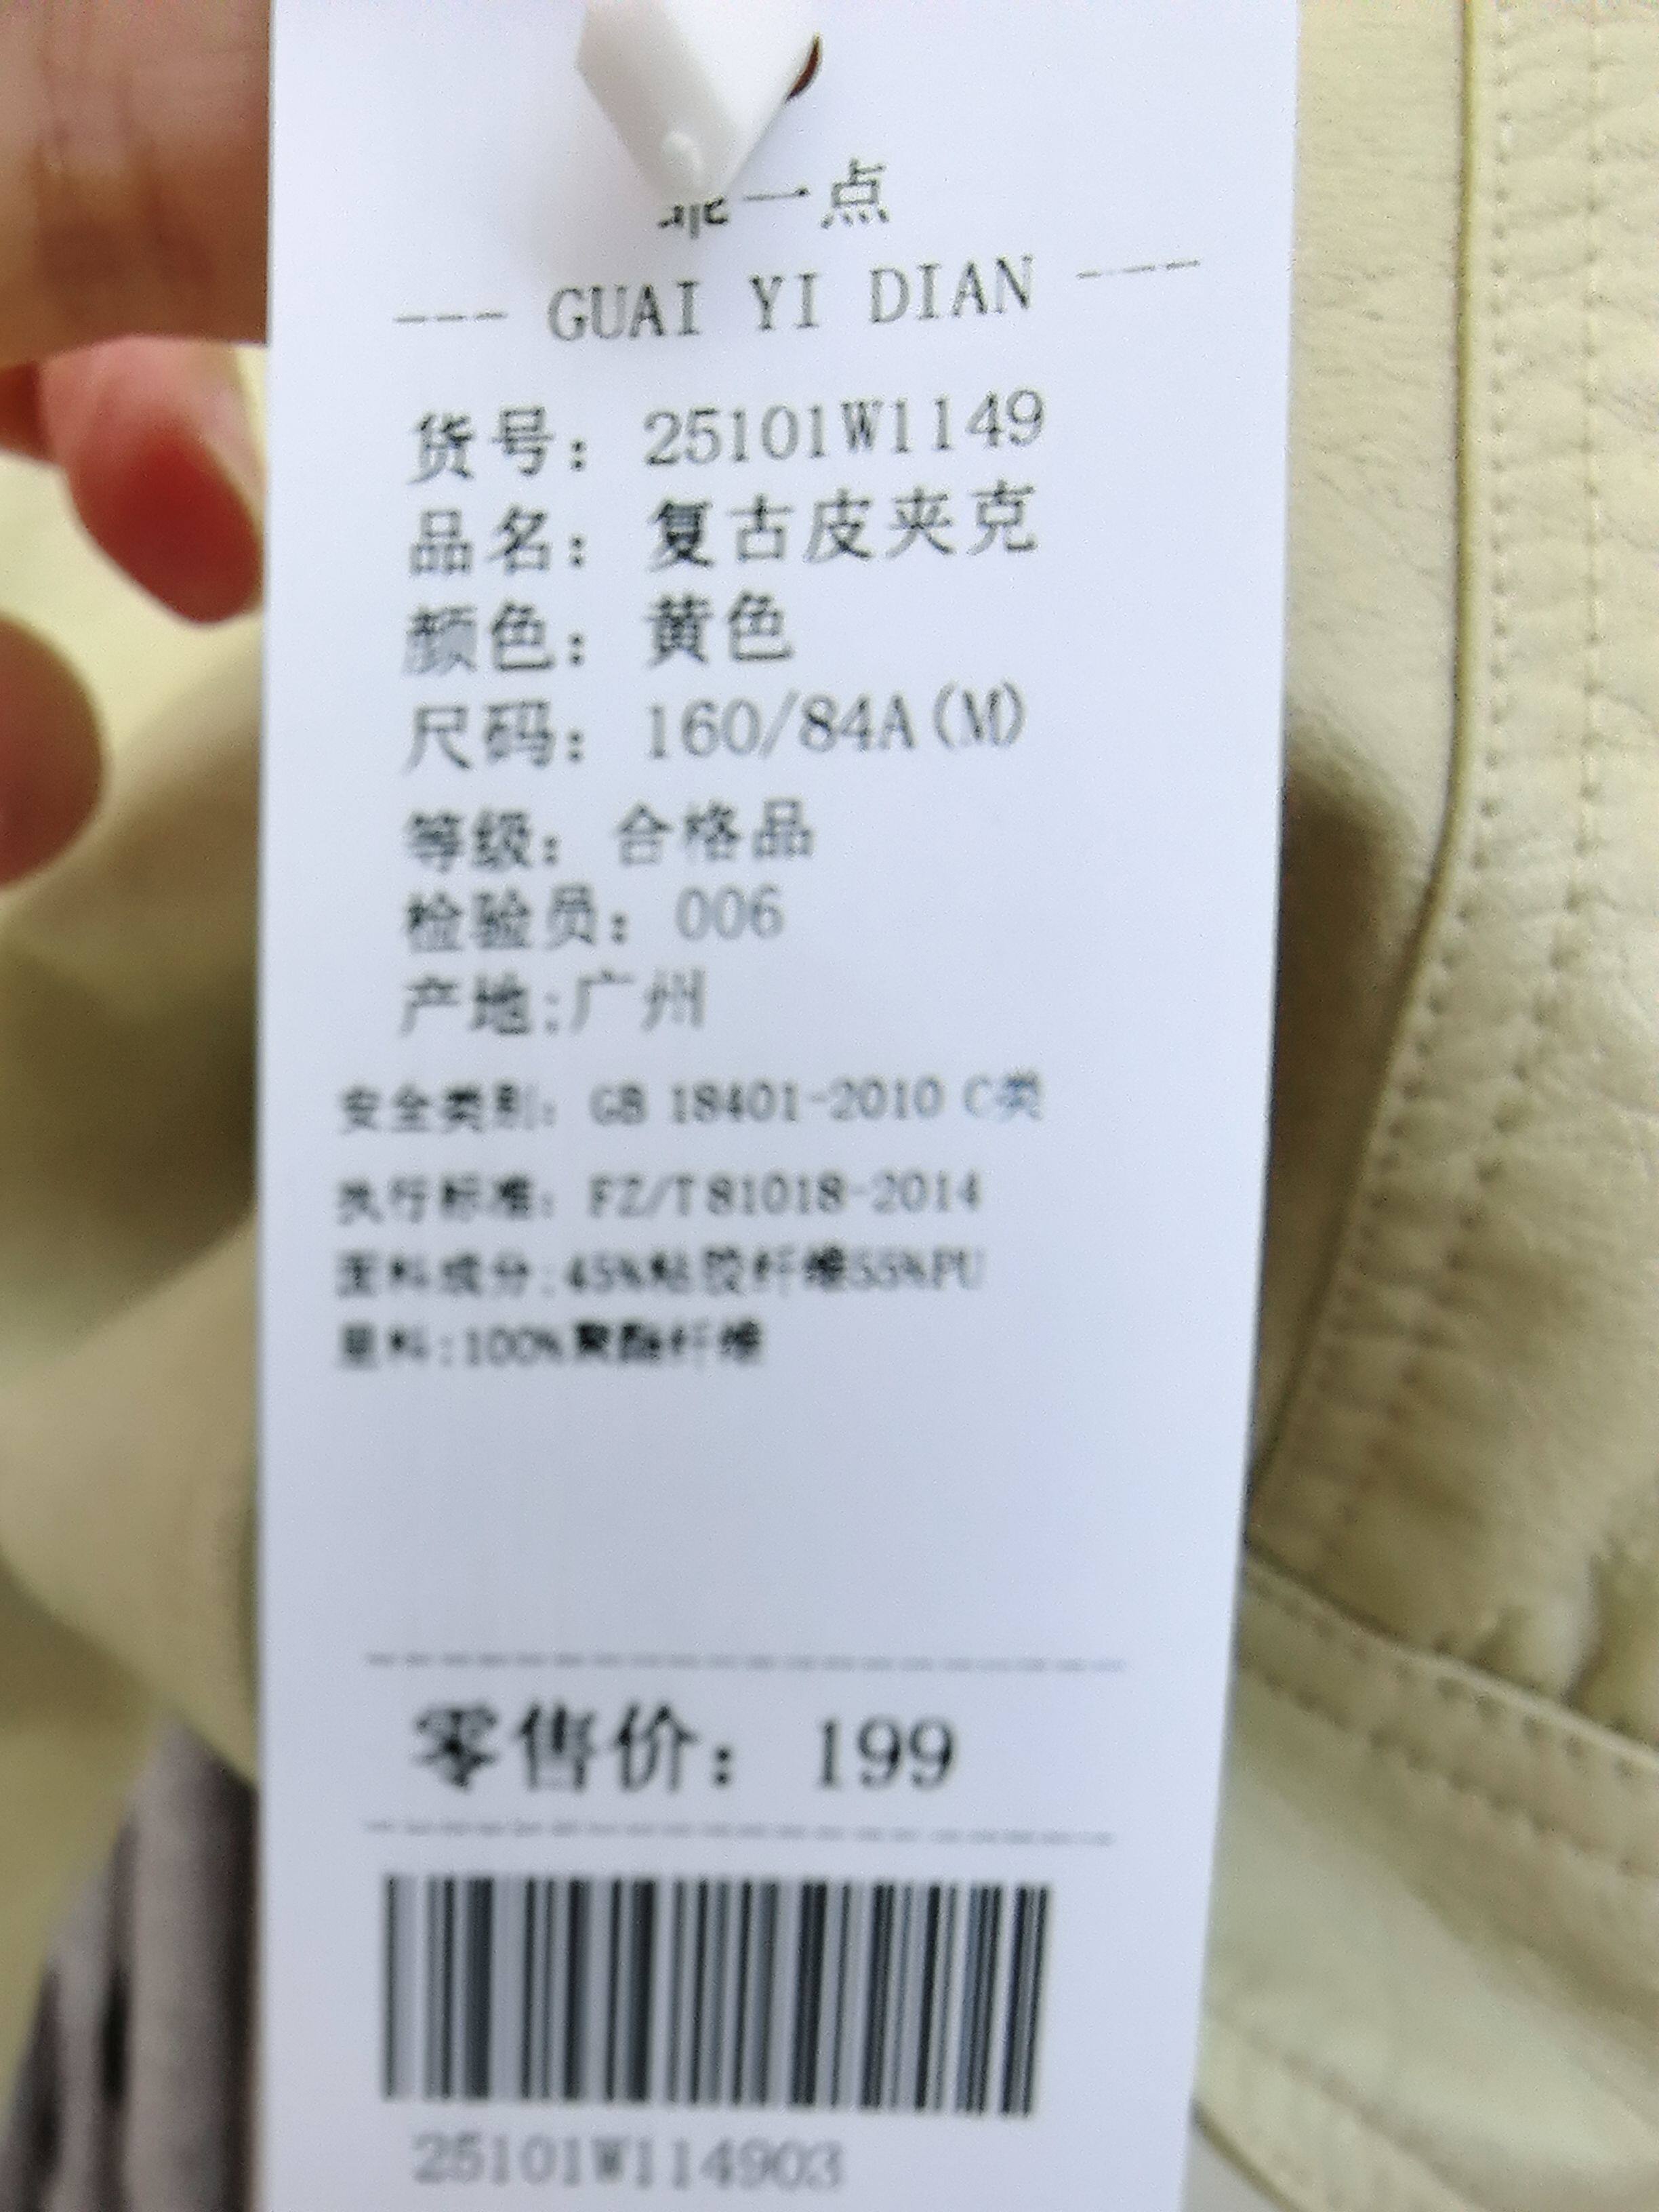 乖一点
--- GUAI YI DIAN ---
货号: 25101W1149
品名: 复古皮夹克
颜色: 黄色
尺码: 160/84A(M)
等级: 合格品
检验员: 006
产地:广州
安全类别: GB 18401-2010 C类
执行标准: FZ/T 81018-2014
面料成分:45%粘胶纤维55%PU
里料:100%聚酯纤维
零售价: 199
25101W114903